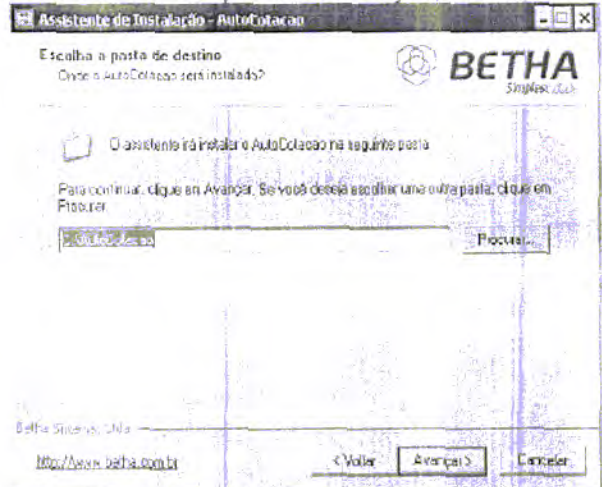 Assistente de Instalação - AutoCotacao
Escolha a pasta de destino
Onde o AutoCotacao será instalado?
BETHA
O assistente irá instalar o AutoCotacao na seguinte pasta
Para continuar, clique em Avançar. Se você deseja escolher uma outra pasta, clique em
Procurar.
Procurar...
http://www.betha.com.br
< Voltar
Avançar >
Cancelar